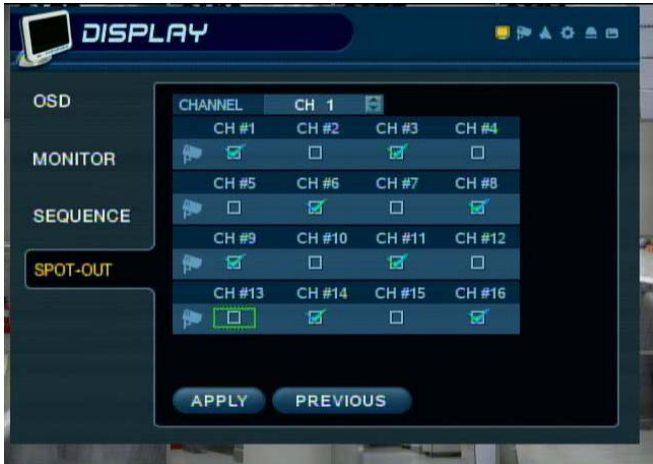 DISPLAY
OSD
MONITOR
SEQUENCE
SPOT-OUT
CHANNEL CH 1
CH #1 CH #2 CH #3 CH #4
CH #5 CH #6 CH #7 CH #8
CH #9 CH #10 CH #11 CH #12
CH #13 CH #14 CH #15 CH #16
APPLY PREVIOUS